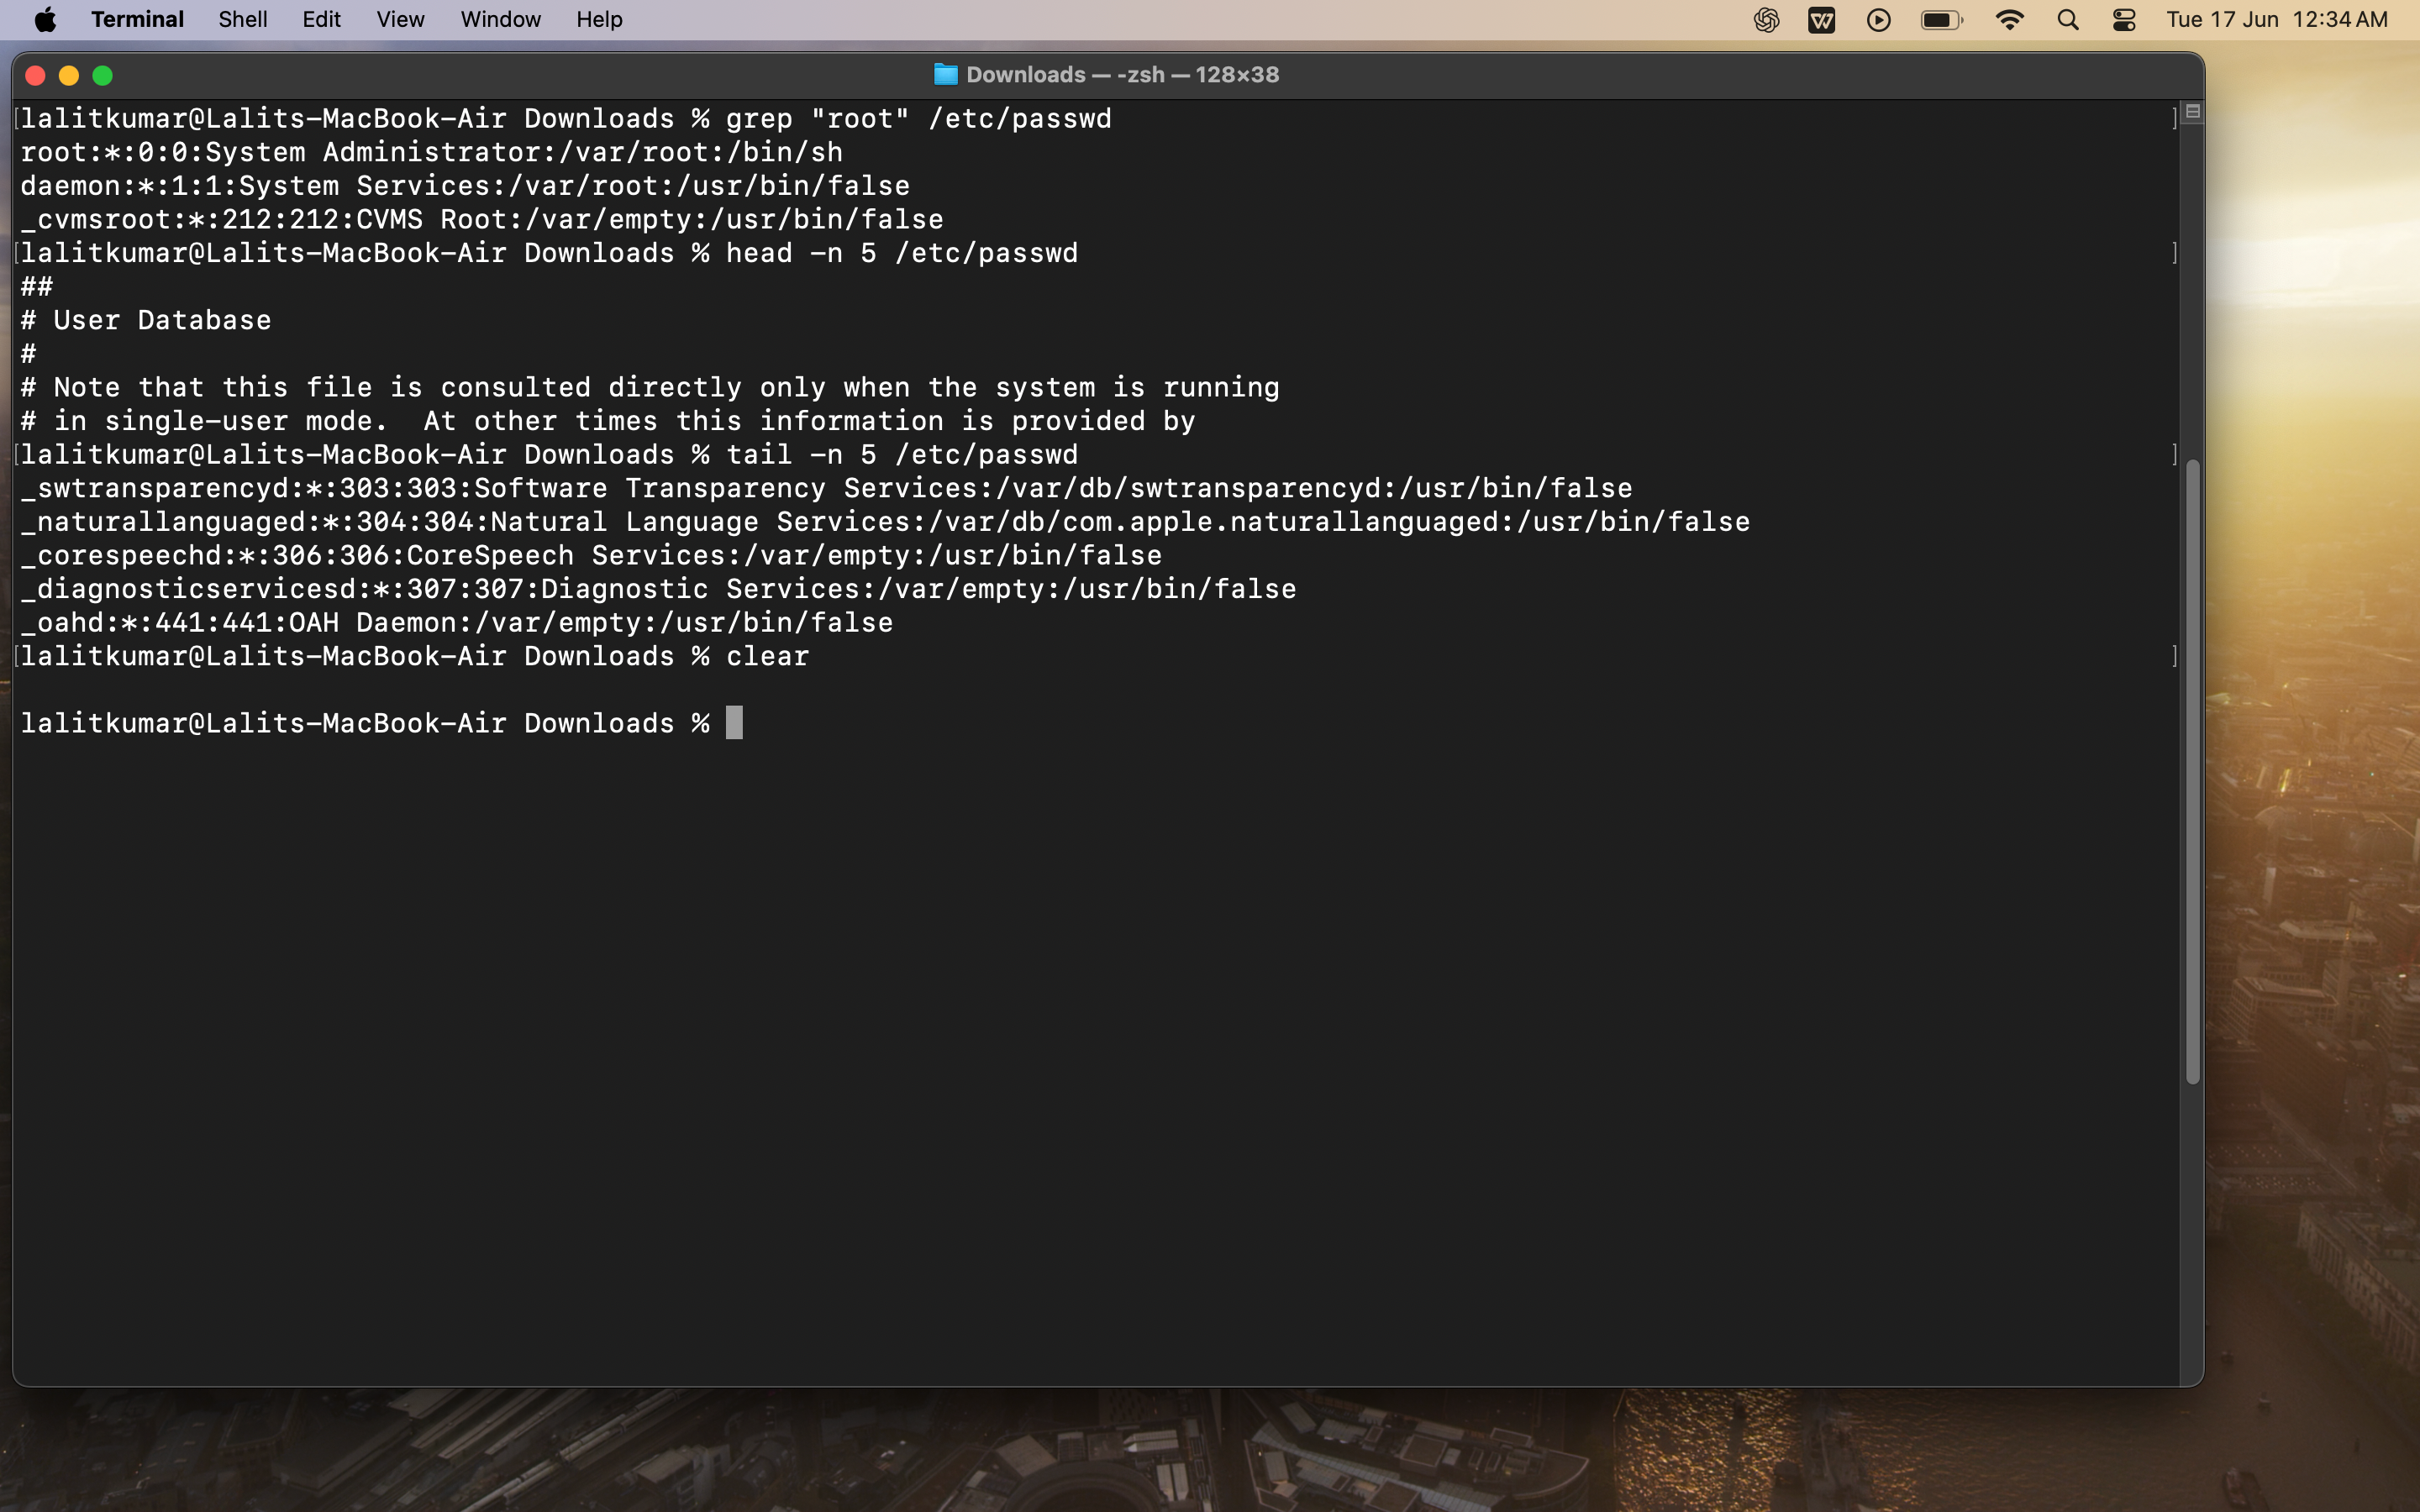 Terminal Shell Edit View Window Help Tue 17 Jun 12:34 AM
Downloads — -zsh — 128×38
[lalitkumar@Lalits-MacBook-Air Downloads % grep "root" /etc/passwd ]
root:*:0:0:System Administrator:/var/root:/bin/sh
daemon:*:1:1:System Services:/var/root:/usr/bin/false
_cvmsroot:*:212:212:CVMS Root:/var/empty:/usr/bin/false
[lalitkumar@Lalits-MacBook-Air Downloads % head -n 5 /etc/passwd ]
##
# User Database
#
# Note that this file is consulted directly only when the system is running
# in single-user mode.  At other times this information is provided by
[lalitkumar@Lalits-MacBook-Air Downloads % tail -n 5 /etc/passwd ]
_swtransparencyd:*:303:303:Software Transparency Services:/var/db/swtransparencyd:/usr/bin/false
_naturallanguaged:*:304:304:Natural Language Services:/var/db/com.apple.naturallanguaged:/usr/bin/false
_corespeechd:*:306:306:CoreSpeech Services:/var/empty:/usr/bin/false
_diagnosticservicesd:*:307:307:Diagnostic Services:/var/empty:/usr/bin/false
_oahd:*:441:441:OAH Daemon:/var/empty:/usr/bin/false
[lalitkumar@Lalits-MacBook-Air Downloads % clear ]
lalitkumar@Lalits-MacBook-Air Downloads %